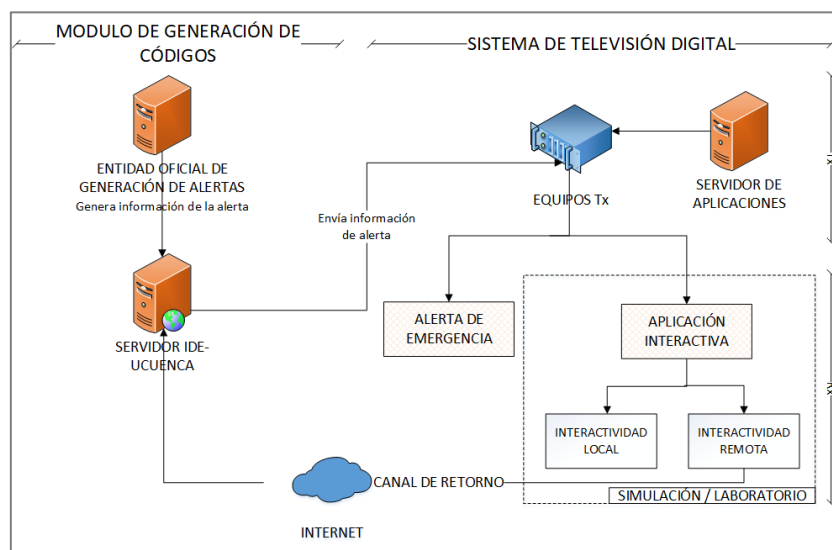 MODULO DE GENERACIÓN DE
CÓDIGOS
SISTEMA DE TELEVISIÓN DIGITAL
ENTIDAD OFICIAL DE
GENERACIÓN DE ALERTAS
Genera información de la alerta
EQUIPOS Tx
SERVIDOR DE
APLICACIONES
Tx
Envía información
de alerta
SERVIDOR IDE-
UCUENCA
ALERTA DE
EMERGENCIA
APLICACIÓN
INTERACTIVA
Rx
INTERACTIVIDAD
LOCAL
INTERACTIVIDAD
REMOTA
CANAL DE RETORNO
SIMULACIÓN / LABORATORIO
INTERNET